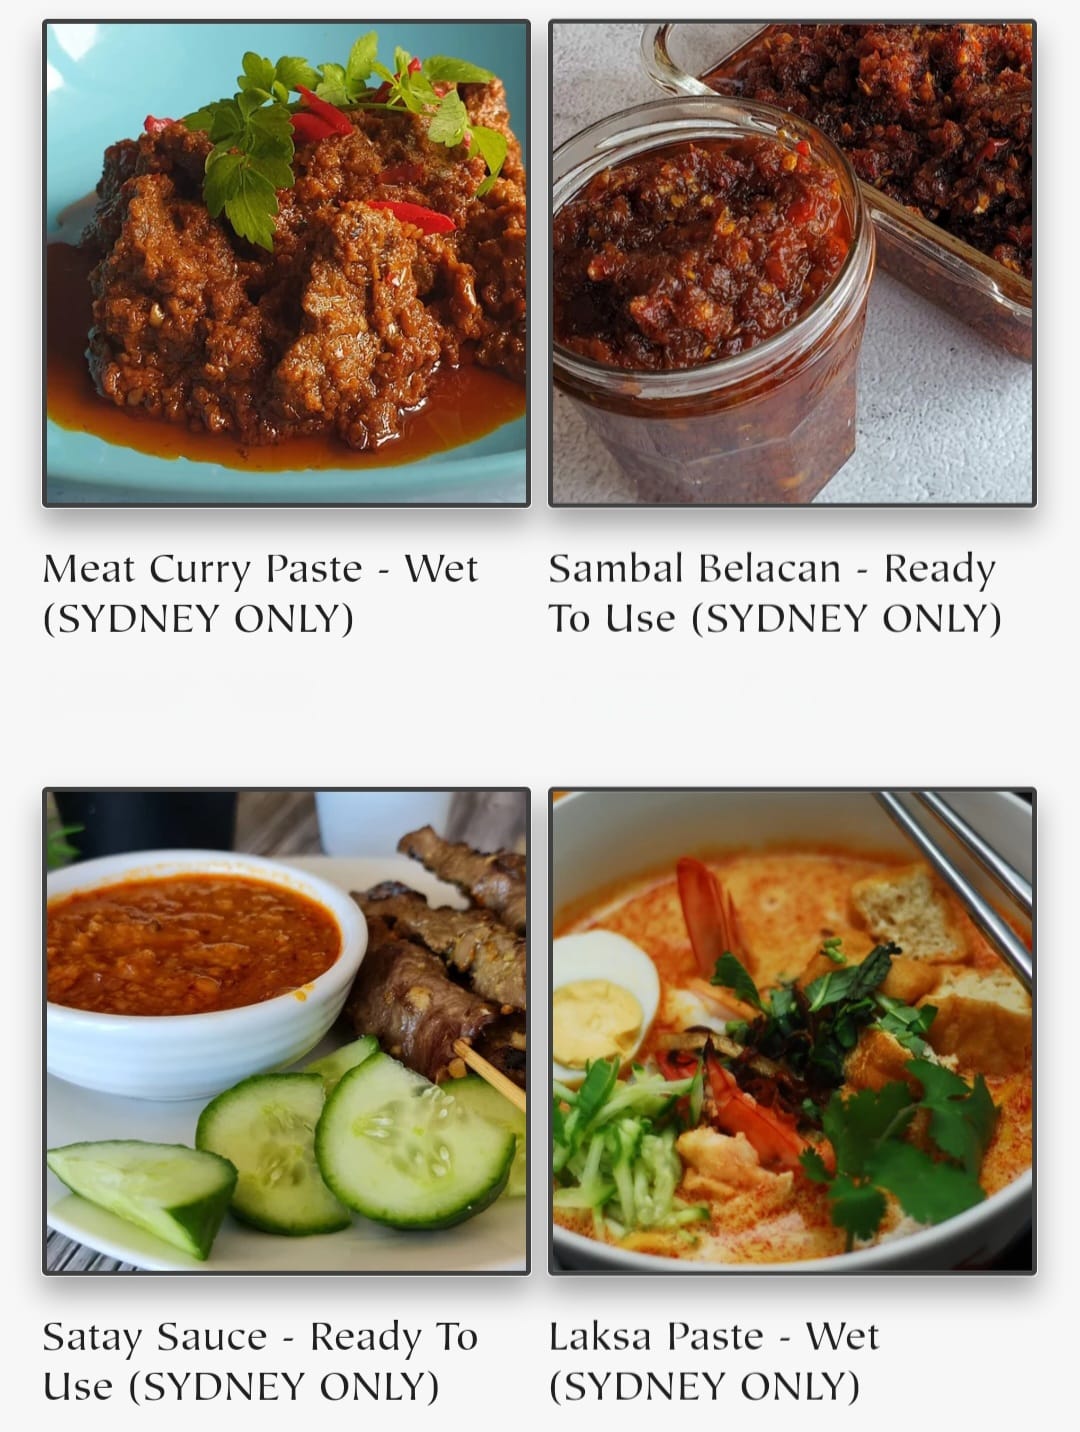 Meat Curry Paste - Wet
(SYDNEY ONLY)
Sambal Belacan - Ready
To Use (SYDNEY ONLY)
Satay Sauce - Ready To
Use (SYDNEY ONLY)
Laksa Paste - Wet
(SYDNEY ONLY)